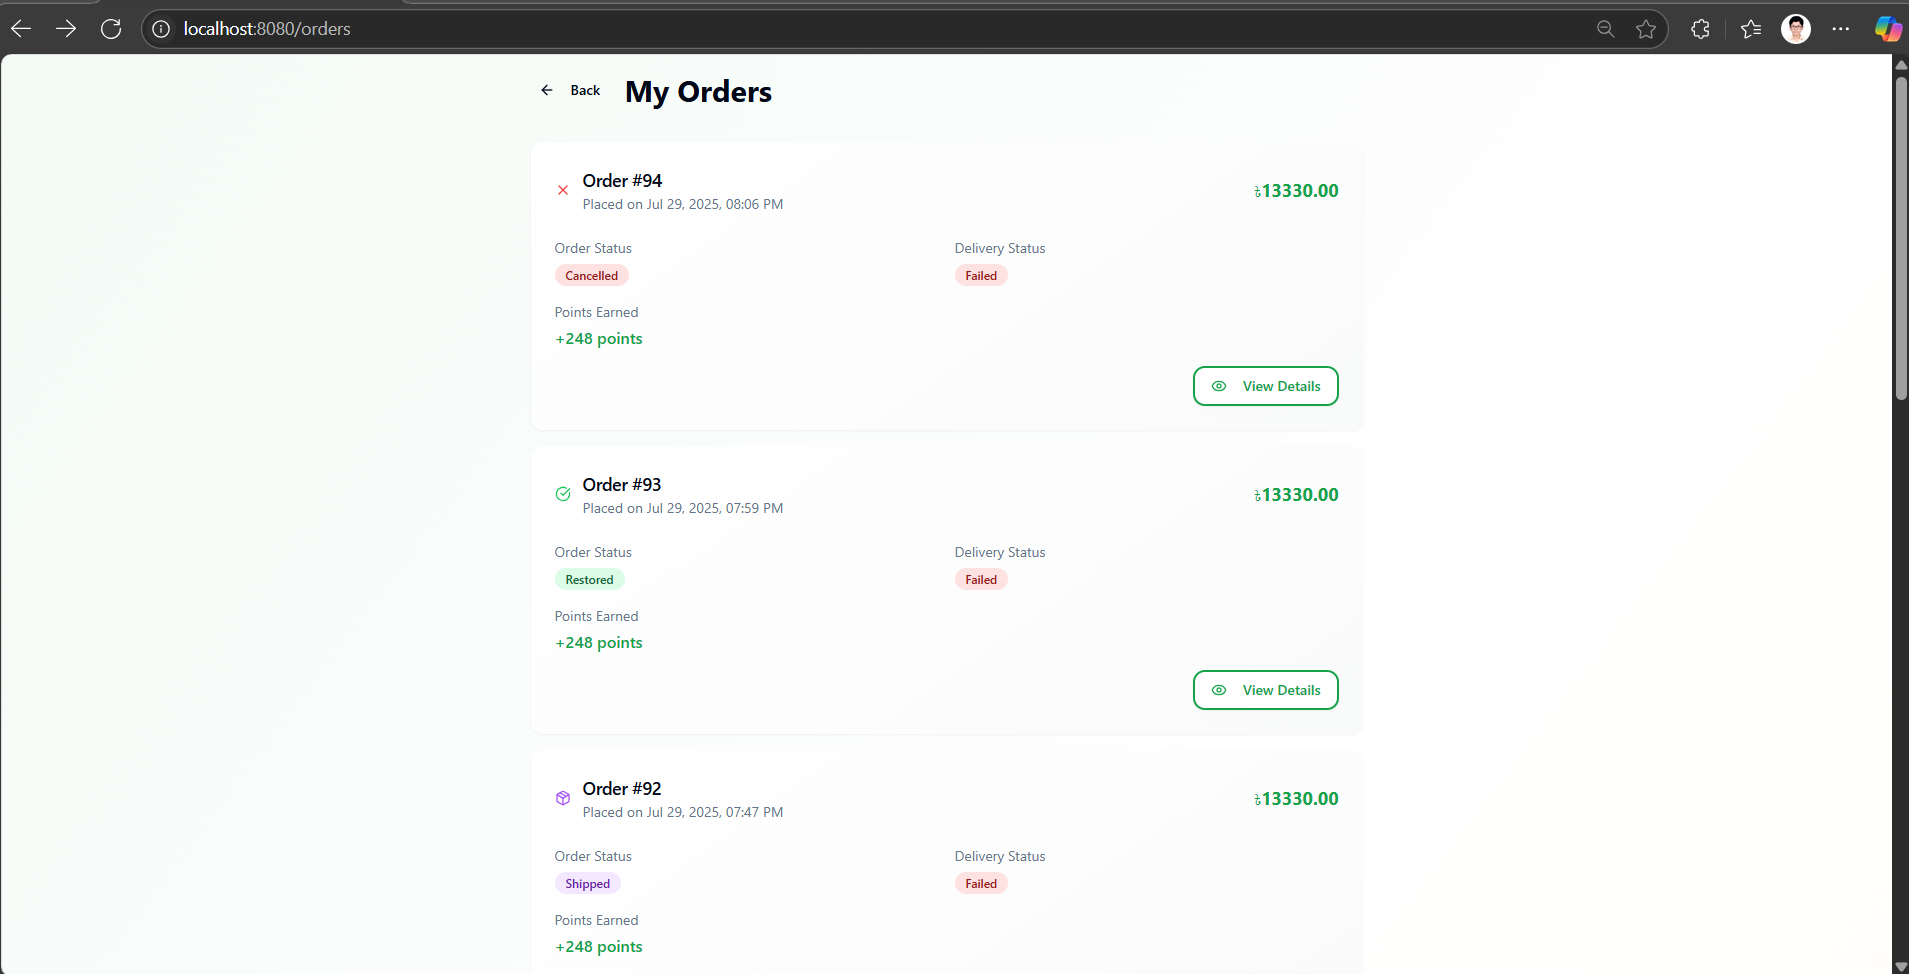 localhost:8080/orders
Back
My Orders
Order #94
Placed on Jul 29, 2025, 08:06 PM
৳13330.00
Order Status
Delivery Status
Cancelled
Failed
Points Earned
+248 points
View Details
Order #93
Placed on Jul 29, 2025, 07:59 PM
৳13330.00
Order Status
Delivery Status
Restored
Failed
Points Earned
+248 points
View Details
Order #92
Placed on Jul 29, 2025, 07:47 PM
৳13330.00
Order Status
Delivery Status
Shipped
Failed
Points Earned
+248 points